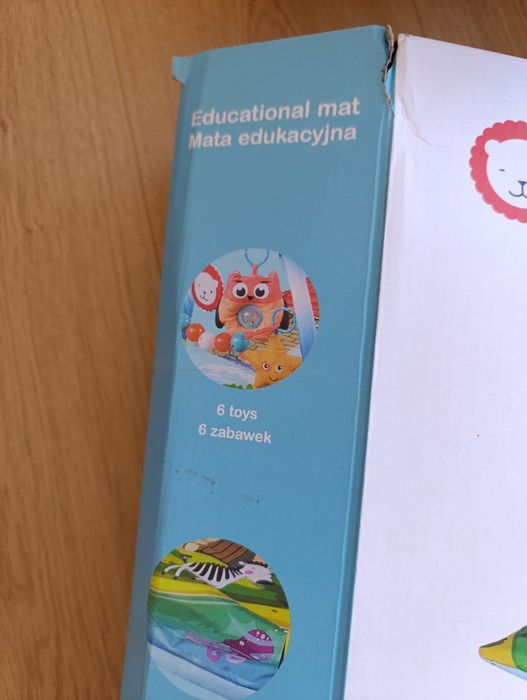 Educational mat
Mata edukacyjna
6 toys
6 zabawek